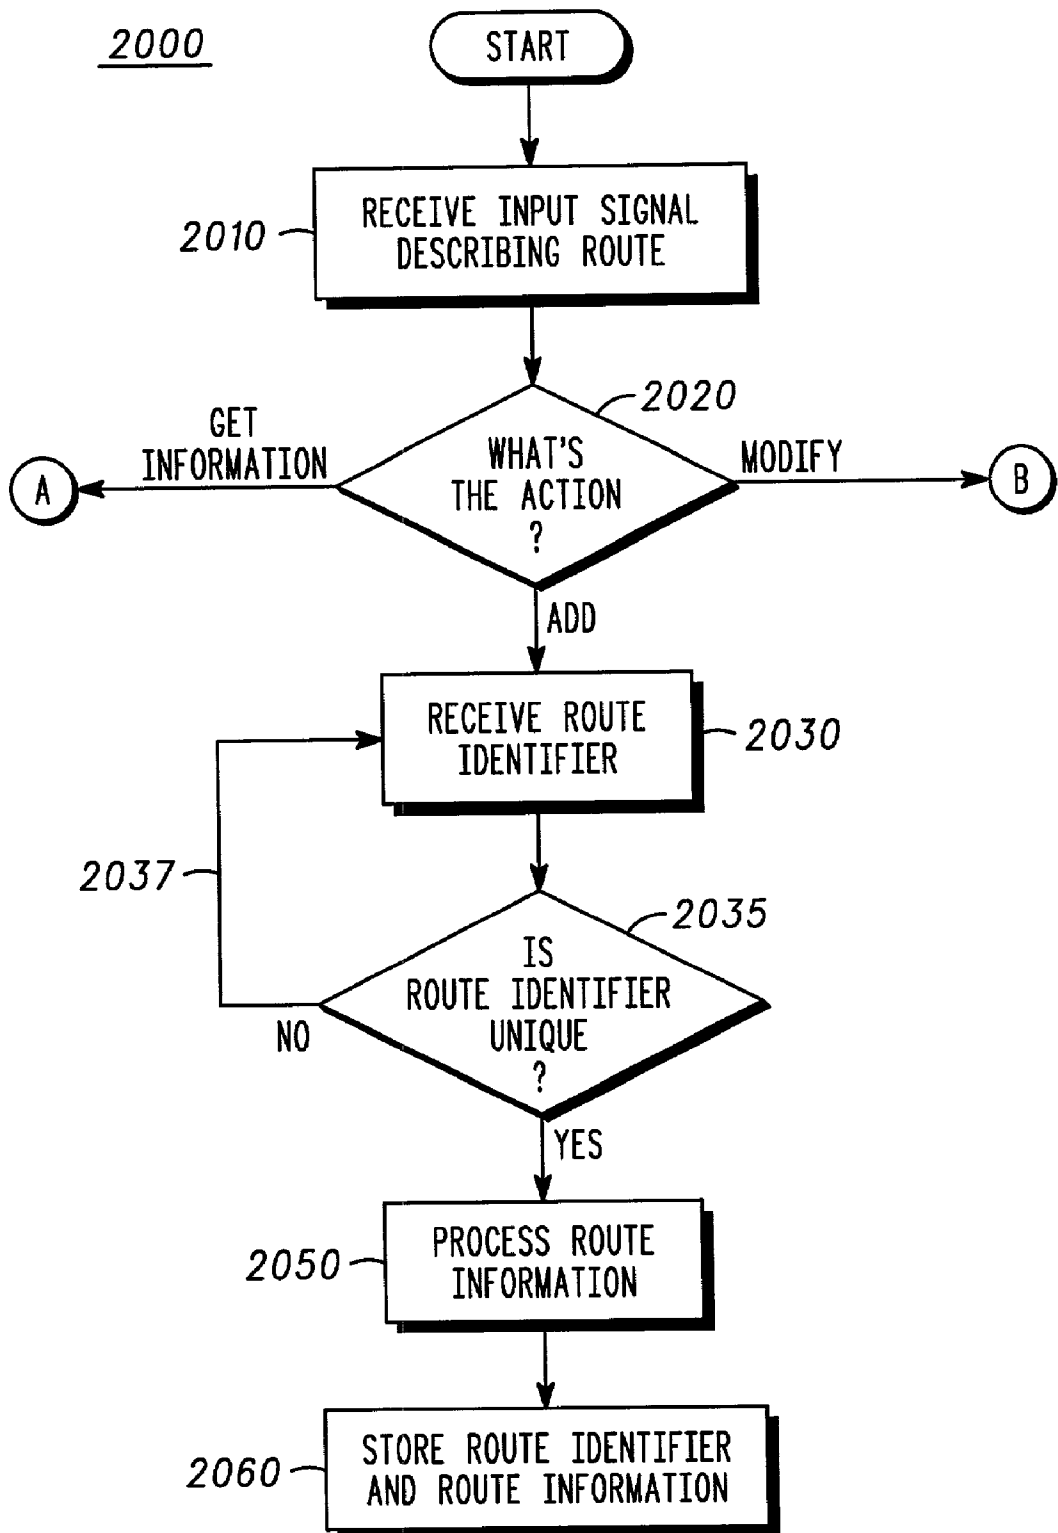 2000
START
2010
RECEIVE INPUT SIGNAL
DESCRIBING ROUTE
2020
GET
INFORMATION
WHAT'S
THE ACTION
?
MODIFY
A
B
ADD
RECEIVE ROUTE
IDENTIFIER
2030
2037
2035
IS
ROUTE IDENTIFIER
UNIQUE
?
NO
YES
2050
PROCESS ROUTE
INFORMATION
2060
STORE ROUTE IDENTIFIER
AND ROUTE INFORMATION